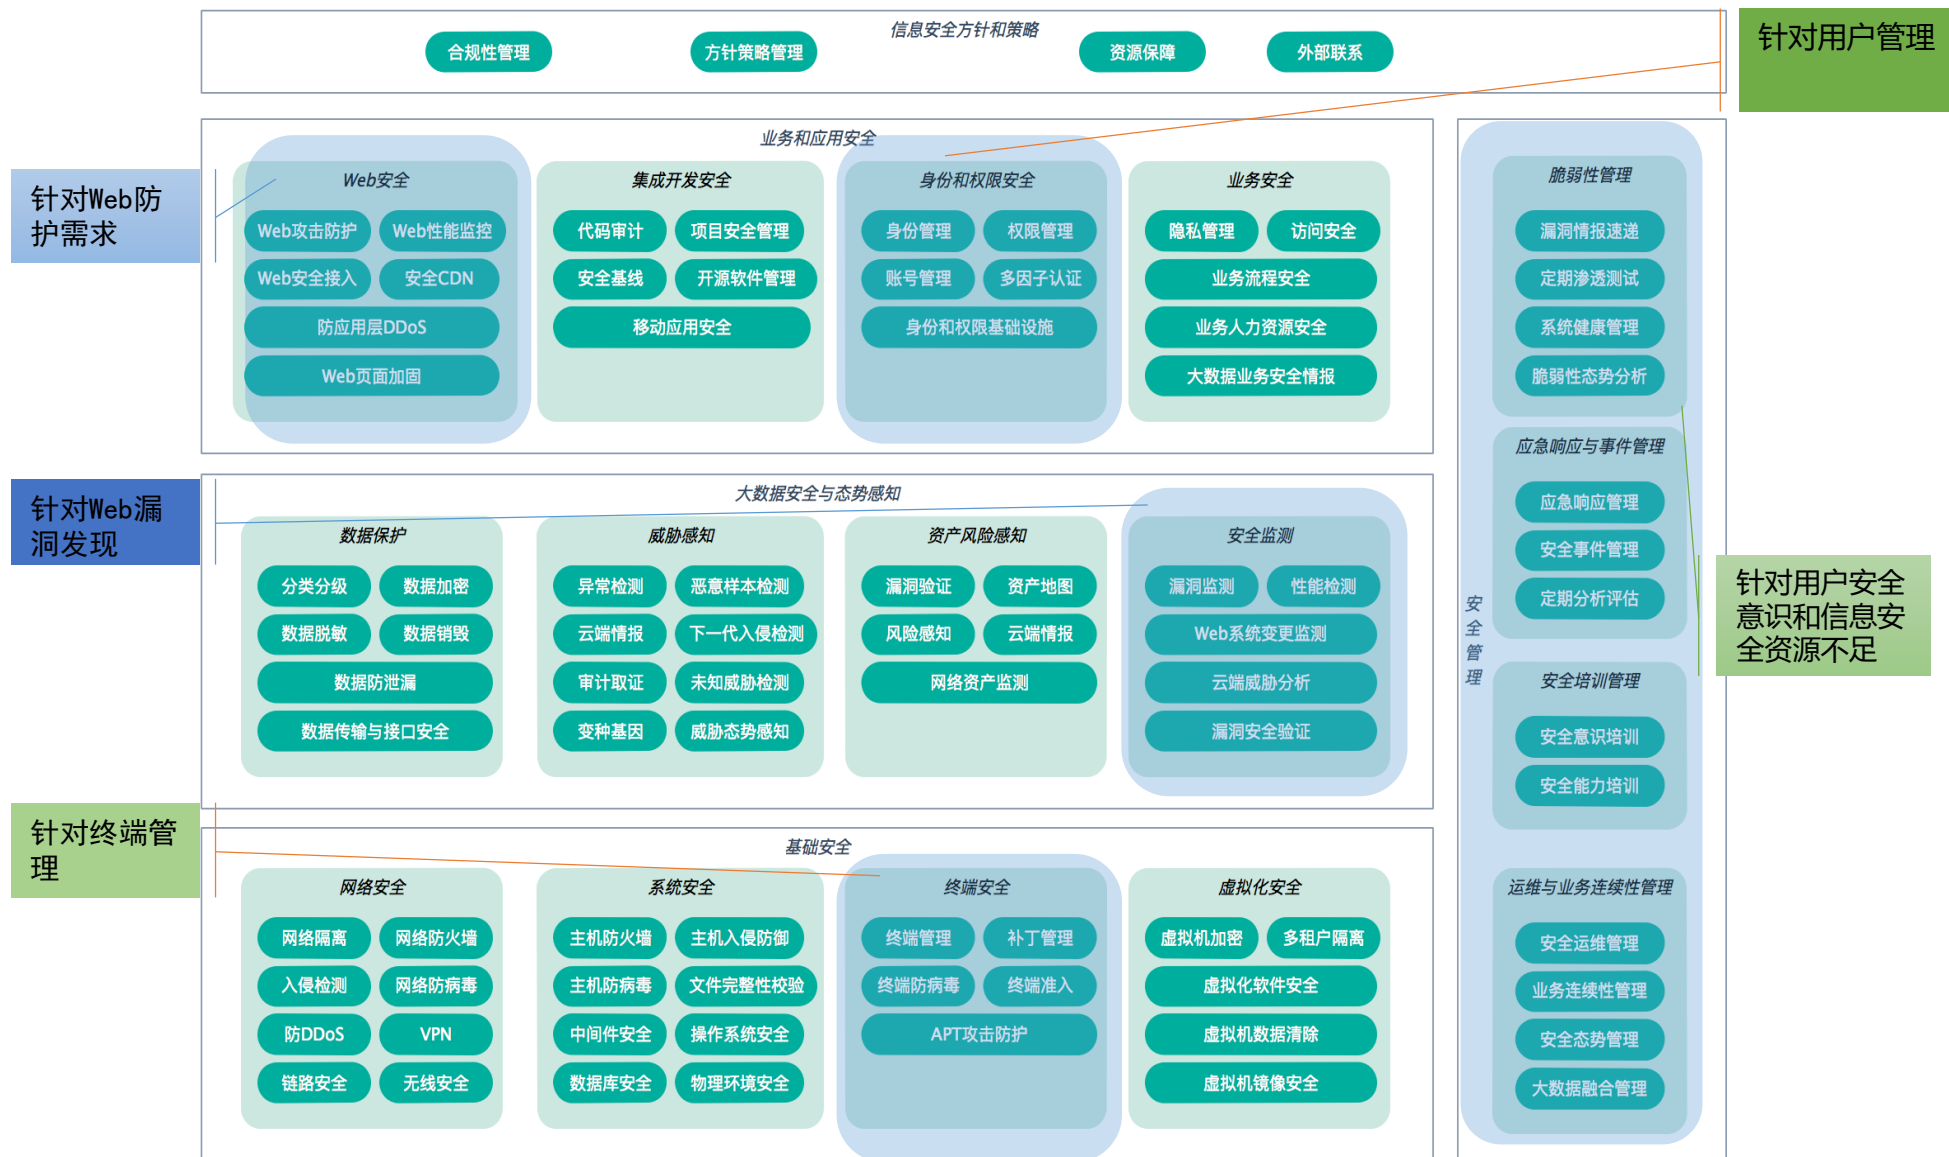 信息安全方针和策略
合规性管理 方针策略管理 资源保障 外部联系
针对用户管理
业务和应用安全
针对Web防
护需求
Web安全
Web攻击防护 Web性能监控
Web安全接入 安全CDN
防应用层DDoS
Web页面加固
集成开发安全
代码审计 项目安全管理
安全基线 开源软件管理
移动应用安全
身份和权限安全
身份管理 权限管理
账号管理 多因子认证
身份和权限基础设施
业务安全
隐私管理 访问安全
业务流程安全
业务人力资源安全
大数据业务安全情报
针对Web漏
洞发现
大数据安全与态势感知
数据保护
分类分级 数据加密
数据脱敏 数据销毁
数据防泄漏
数据传输与接口安全
威胁感知
异常检测 恶意样本检测
云端情报 下一代入侵检测
审计取证 未知威胁检测
变种基因 威胁态势感知
资产风险感知
漏洞验证 资产地图
风险感知 云端情报
网络资产监测
安全监测
漏洞监测 性能检测
Web系统变更监测
云端威胁分析
漏洞安全验证
针对终端管
理
基础安全
网络安全
网络隔离 网络防火墙
入侵检测 网络防病毒
防DDoS VPN
链路安全 无线安全
系统安全
主机防火墙 主机入侵防御
主机防病毒 文件完整性校验
中间件安全 操作系统安全
数据库安全 物理环境安全
终端安全
终端管理 补丁管理
终端防病毒 终端准入
APT攻击防护
虚拟化安全
虚拟机加密 多租户隔离
虚拟化软件安全
虚拟机数据清除
虚拟机镜像安全
安
全
管
理
脆弱性管理
漏洞情报速递
定期渗透测试
系统健康管理
脆弱性态势分析
应急响应与事件管理
应急响应管理
安全事件管理
定期分析评估
安全培训管理
安全意识培训
安全能力培训
运维与业务连续性管理
安全运维管理
业务连续性管理
安全态势管理
大数据融合管理
针对用户安全
意识和信息安
全资源不足